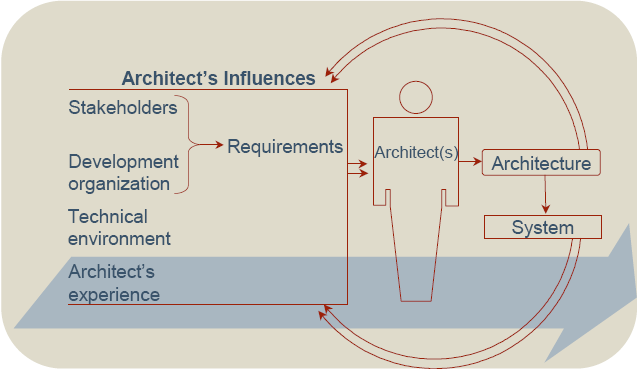 Architect's Influences
Stakeholders
Requirements
Development
organization
Technical
environment
Architect's
experience
Architect(s)
Architecture
System